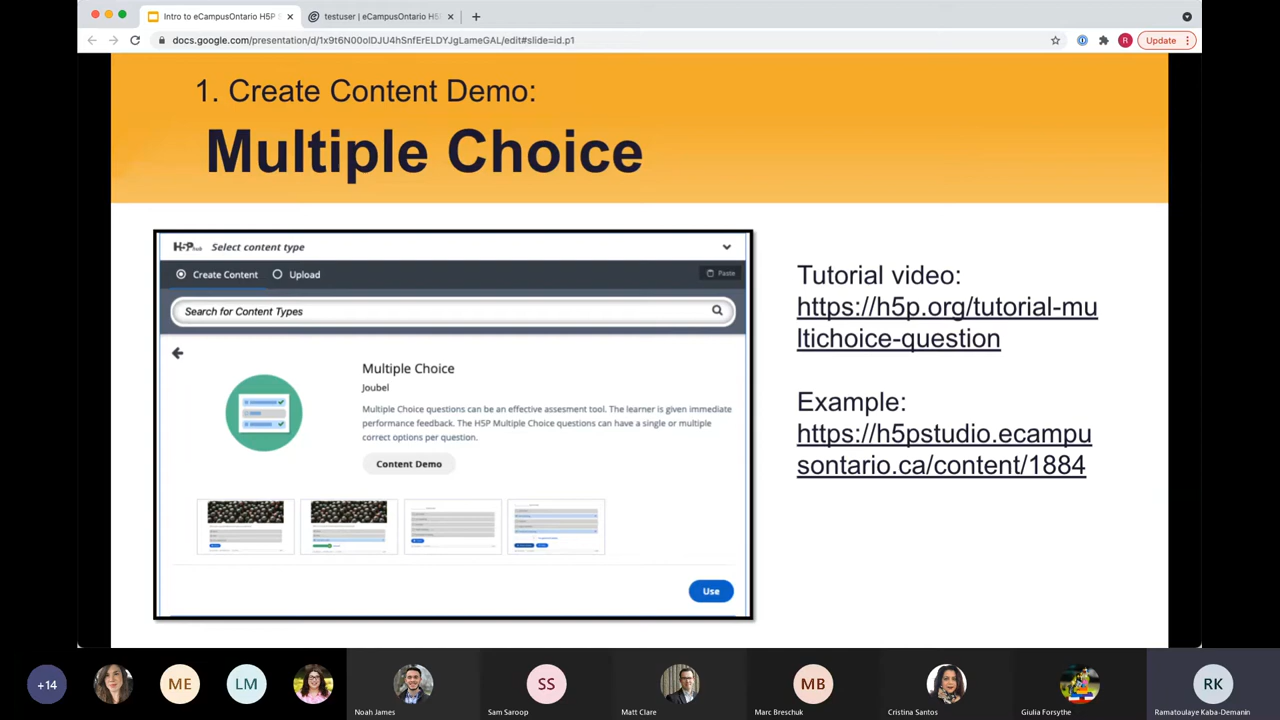 Intro to eCampusOntario H5P
testuser | eCampusOntario H5
docs.google.com/presentation/d/1x9t6N00olDJU4hSnfErELDYJgLameGAL/edit#slide=id.p1
R
Update
1. Create Content Demo:
Multiple Choice
H5P hub Select content type
Create Content
Upload
Paste
Search for Content Types
Multiple Choice
Joubel
Multiple Choice questions can be an effective assesment tool. The learner is given immediate
performance feedback. The H5P Multiple Choice questions can have a single or multiple
correct options per question.
Content Demo
Use
Tutorial video:
https://h5p.org/tutorial-mu
ltichoice-question
Example:
https://h5pstudio.ecampu
sontario.ca/content/1884
+14
ME
LM
Noah James
SS
Sam Saroop
Matt Clare
MB
Marc Breschuk
Cristina Santos
Giulia Forsythe
RK
Ramatoulaye Kaba-Demanin